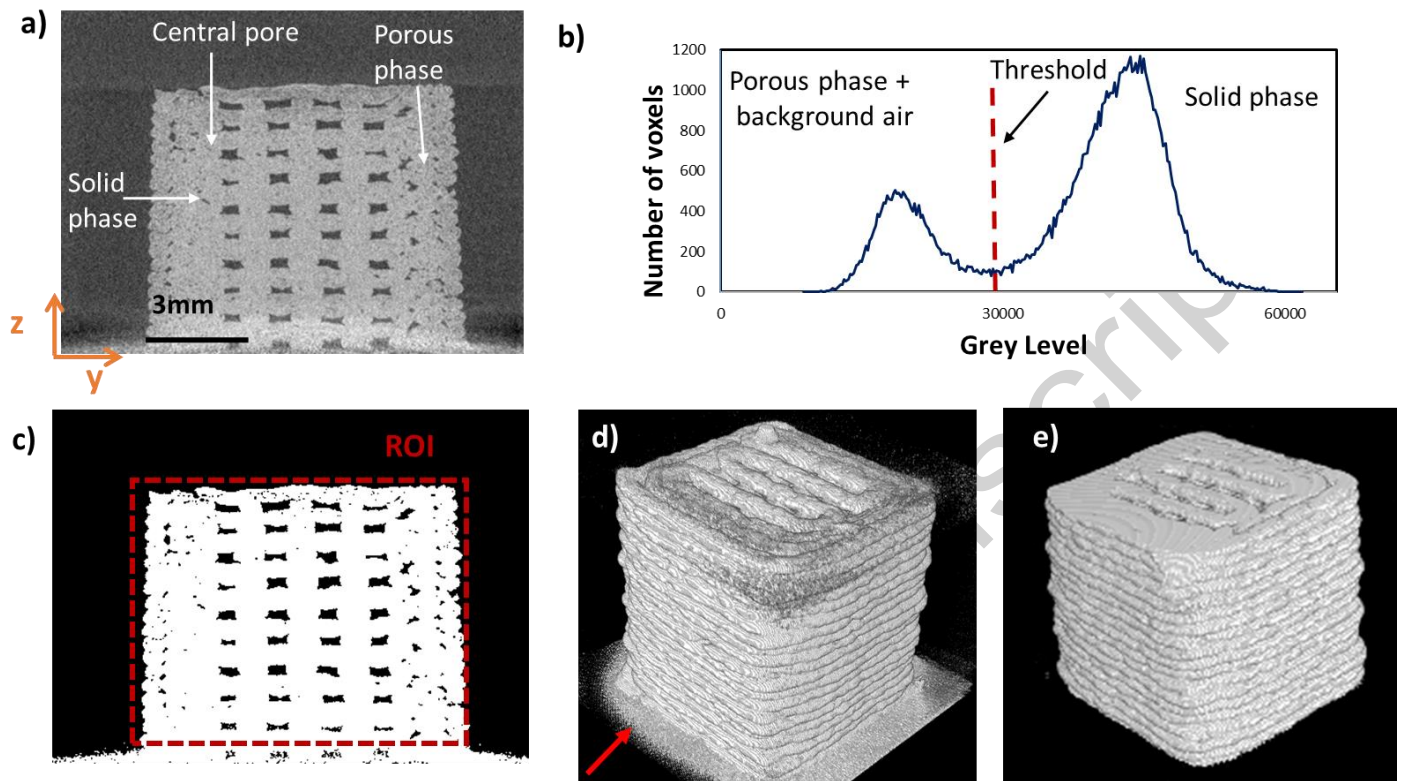 a)
Central pore
Porous
phase
Solid
phase
3mm
z
y
b)
Number of voxels
1200
1000
800
600
400
200
0
Porous phase +
background air
Threshold
Solid phase
0
30000
60000
Grey Level
c)
ROI
d)
e)